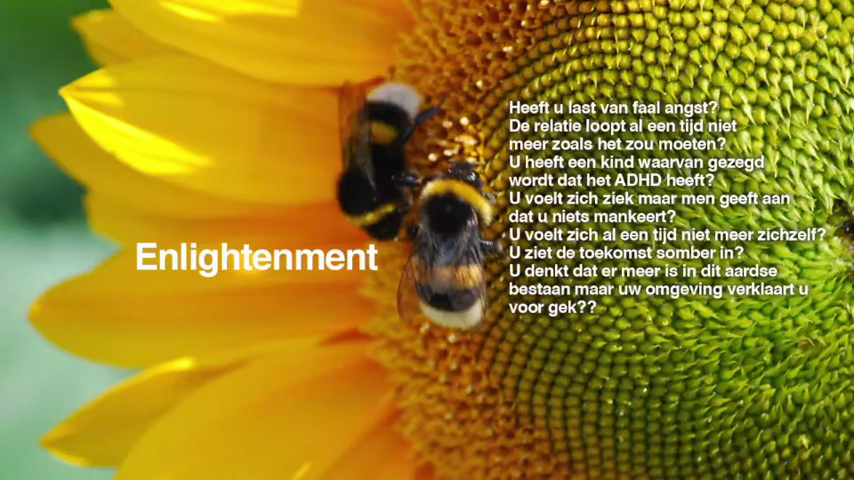 Enlightenment
Heeft u last van faal angst?
De relatie loopt al een tijd niet
meer zoals het zou moeten?
U heeft een kind waarvan gezegd
wordt dat het ADHD heeft?
U voelt zich ziek maar men geeft aan
dat u niets mankeert?
U voelt zich al een tijd niet meer zichzelf?
U ziet de toekomst somber in?
U denkt dat er meer is in dit aardse
bestaan maar uw omgeving verklaart u
voor gek??